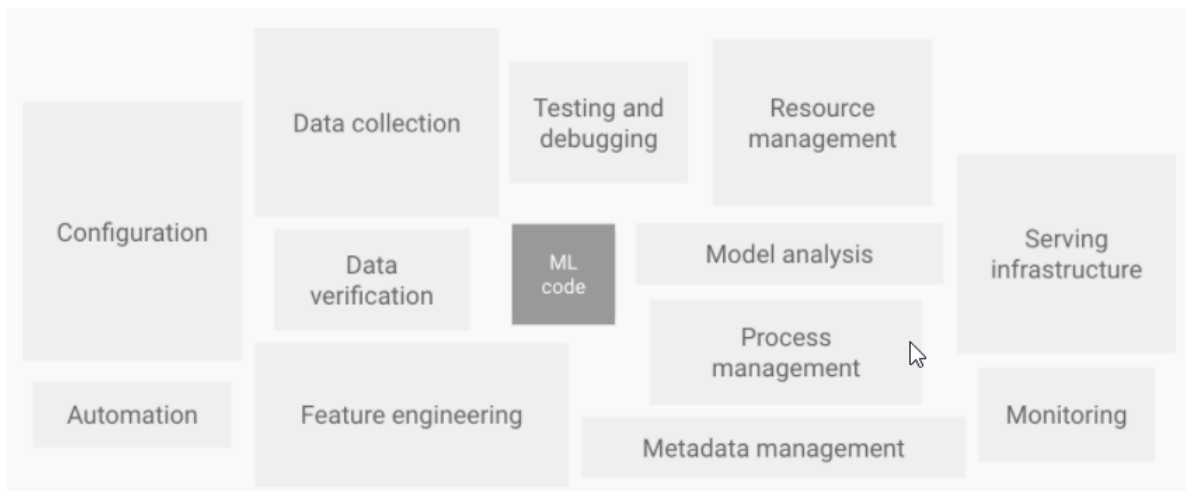 Data collection
Testing and
debugging
Resource
management
Configuration
Data
verification
ML
code
Model analysis
Serving
infrastructure
Process
management
Automation
Feature engineering
Metadata management
Monitoring